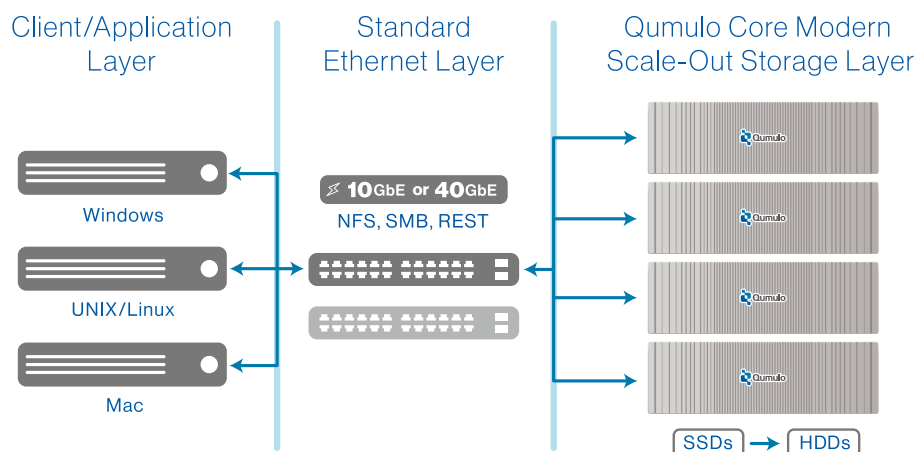 Client/Application
Layer
Standard
Ethernet Layer
Qumulo Core Modern
Scale-Out Storage Layer
Windows
UNIX/Linux
Mac
10GbE or 40GbE
NFS, SMB, REST
Qumulo
Qumulo
Qumulo
Qumulo
SSDs
HDDs